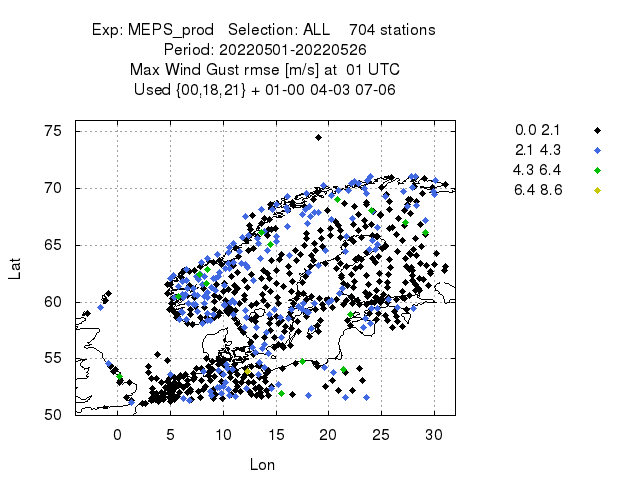 Exp: MEPS_prod   Selection: ALL    704 stations
Period: 20220501-20220526
Max Wind Gust rmse [m/s] at  01 UTC
Used {00,18,21} + 01-00 04-03 07-06
0.0 2.1
2.1 4.3
4.3 6.4
6.4 8.6
75
70
65
60
55
50
Lat
0 5 10 15 20 25 30
Lon